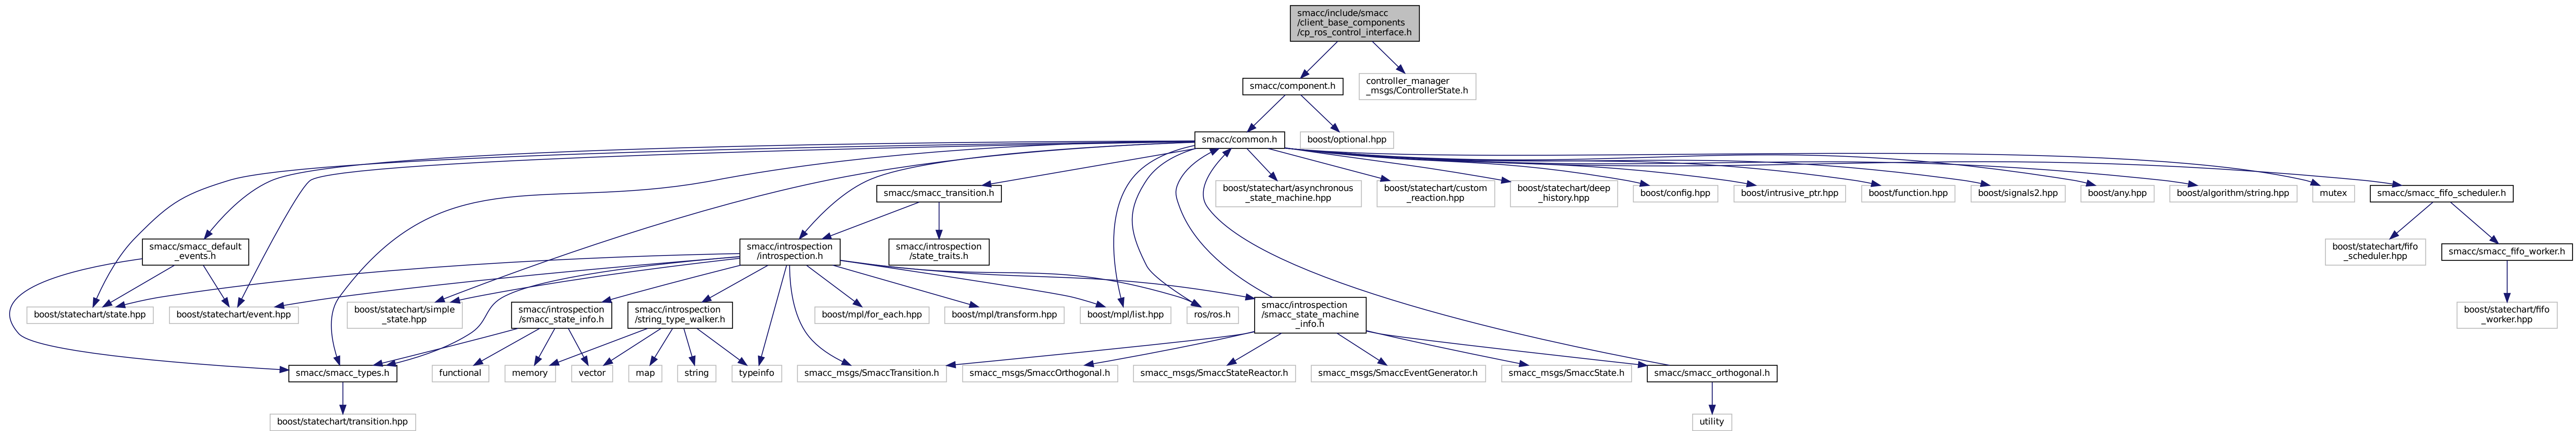 smacc/include/smacc
/client_base_components
/cp_ros_control_interface.h
smacc/component.h
controller_manager
_msgs/ControllerState.h
smacc/common.h
boost/optional.hpp
smacc/smacc_transition.h
boost/statechart/asynchronous
_state_machine.hpp
boost/statechart/custom
_reaction.hpp
boost/statechart/deep
_history.hpp
boost/config.hpp
boost/intrusive_ptr.hpp
boost/function.hpp
boost/signals2.hpp
boost/any.hpp
boost/algorithm/string.hpp
mutex
smacc/smacc_fifo_scheduler.h
smacc/smacc_default
_events.h
smacc/introspection
/introspection.h
smacc/introspection
/state_traits.h
boost/statechart/fifo
_scheduler.hpp
smacc/smacc_fifo_worker.h
boost/statechart/state.hpp
boost/statechart/event.hpp
boost/statechart/simple
_state.hpp
smacc/introspection
/smacc_state_info.h
smacc/introspection
/string_type_walker.h
boost/mpl/for_each.hpp
boost/mpl/transform.hpp
boost/mpl/list.hpp
ros/ros.h
smacc/introspection
/smacc_state_machine
_info.h
boost/statechart/fifo
_worker.hpp
smacc/smacc_types.h
functional
memory
vector
map
string
typeinfo
smacc_msgs/SmaccTransition.h
smacc_msgs/SmaccOrthogonal.h
smacc_msgs/SmaccStateReactor.h
smacc_msgs/SmaccEventGenerator.h
smacc_msgs/SmaccState.h
smacc/smacc_orthogonal.h
boost/statechart/transition.hpp
utility